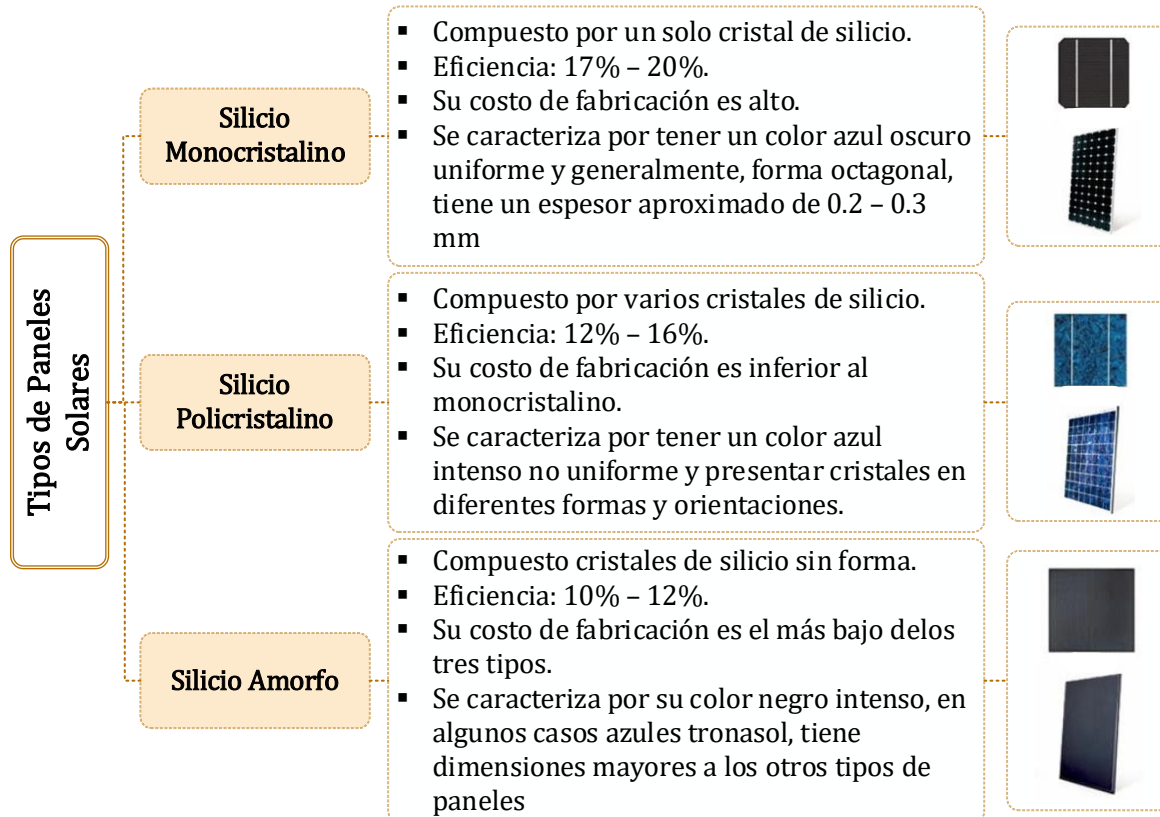 Tipos de Paneles
Solares
Silicio
Monocristalino
▪ Compuesto por un solo cristal de silicio.
▪ Eficiencia: 17% – 20%.
▪ Su costo de fabricación es alto.
▪ Se caracteriza por tener un color azul oscuro
uniforme y generalmente, forma octagonal,
tiene un espesor aproximado de 0.2 – 0.3
mm
Silicio
Policristalino
▪ Compuesto por varios cristales de silicio.
▪ Eficiencia: 12% – 16%.
▪ Su costo de fabricación es inferior al
monocristalino.
▪ Se caracteriza por tener un color azul
intenso no uniforme y presentar cristales en
diferentes formas y orientaciones.
Silicio Amorfo
▪ Compuesto cristales de silicio sin forma.
▪ Eficiencia: 10% – 12%.
▪ Su costo de fabricación es el más bajo delos
tres tipos.
▪ Se caracteriza por su color negro intenso, en
algunos casos azules tronasol, tiene
dimensiones mayores a los otros tipos de
paneles